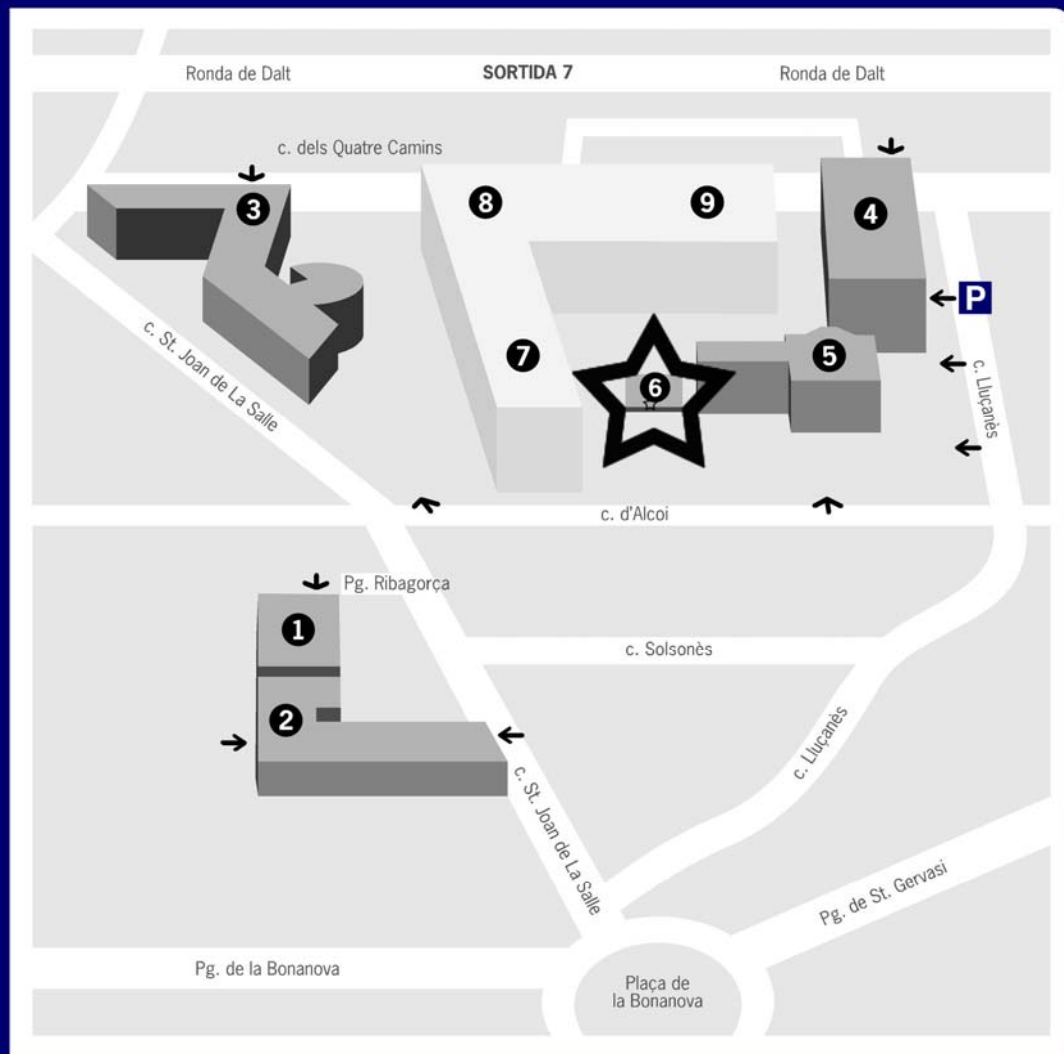 Ronda de Dalt
SORTIDA 7
Ronda de Dalt
c. dels Quatre Camins
3
8
9
4
P
7
6
5
c. St. Joan de La Salle
c. Lluçanès
c. d'Alcoi
Pg. Ribagorça
1
c. Solsonès
2
c. Lluçanès
c. St. Joan de La Salle
Pg. de St. Gervasi
Pg. de la Bonanova
Plaça de
la Bonanova